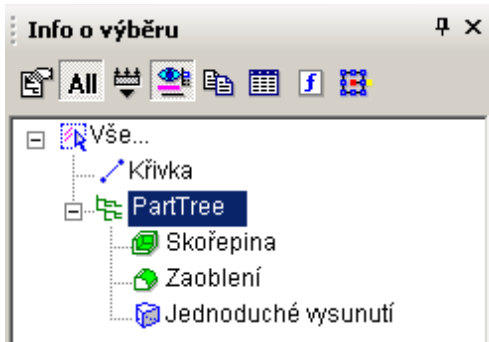 Info o výběru
All
f
Vše...
Křivka
PartTree
Skořepina
Zaoblení
Jednoduché vysunutí